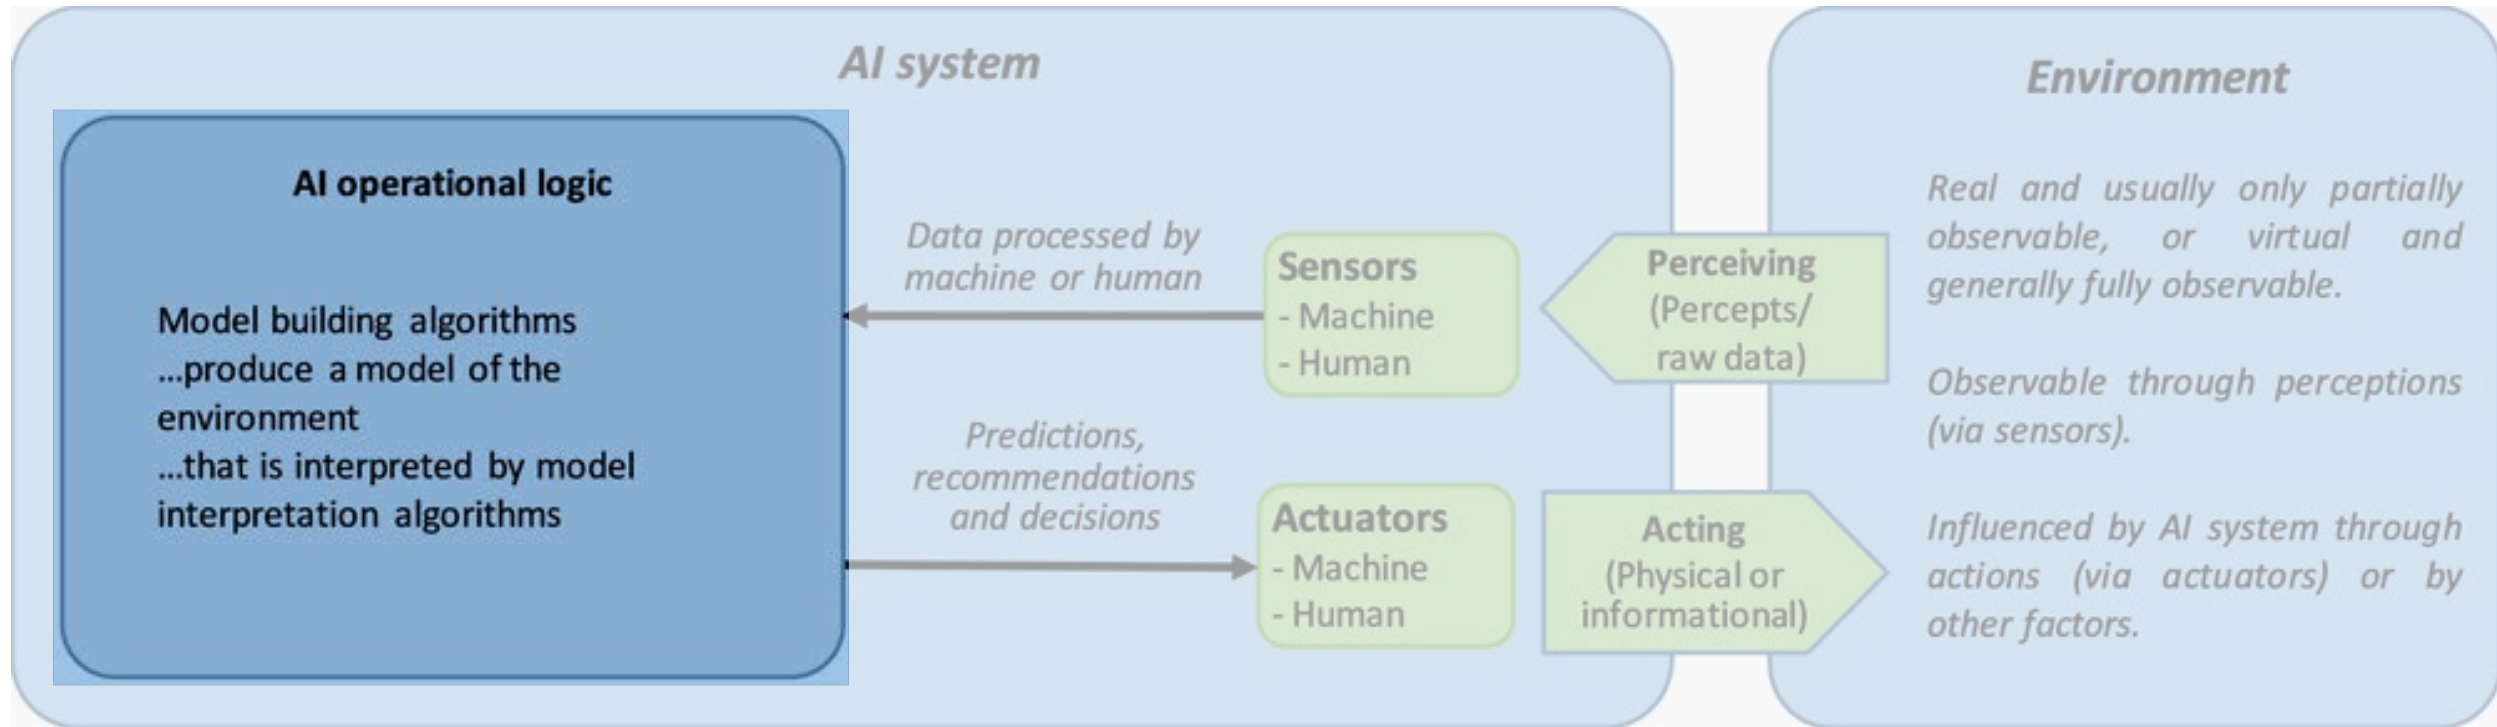 AI system
AI operational logic
Model building algorithms
...produce a model of the
environment
...that is interpreted by model
interpretation algorithms
Data processed by
machine or human
Predictions,
recommendations
and decisions
Sensors
- Machine
- Human
Actuators
- Machine
- Human
Perceiving
(Percepts/
raw data)
Acting
(Physical or
informational)
Environment
Real and usually only partially
observable, or virtual and
generally fully observable.
Observable through perceptions
(via sensors).
Influenced by AI system through
actions (via actuators) or by
other factors.